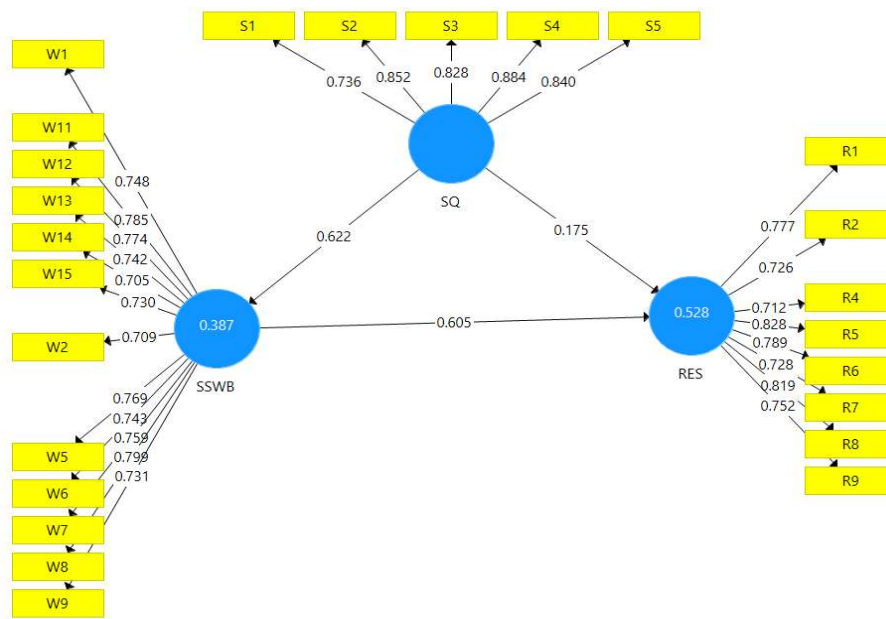 S1
S2
S3
S4
S5
0.736
0.852
0.828
0.884
0.840
SQ
0.622
0.175
W1
W11
W12
W13
W14
W15
W2
W5
W6
W7
W8
W9
0.748
0.785
0.774
0.742
0.705
0.730
0.709
0.769
0.743
0.759
0.799
0.731
0.387
SSWB
0.605
0.528
RES
0.777
0.726
0.712
0.828
0.789
0.728
0.819
0.752
R1
R2
R4
R5
R6
R7
R8
R9